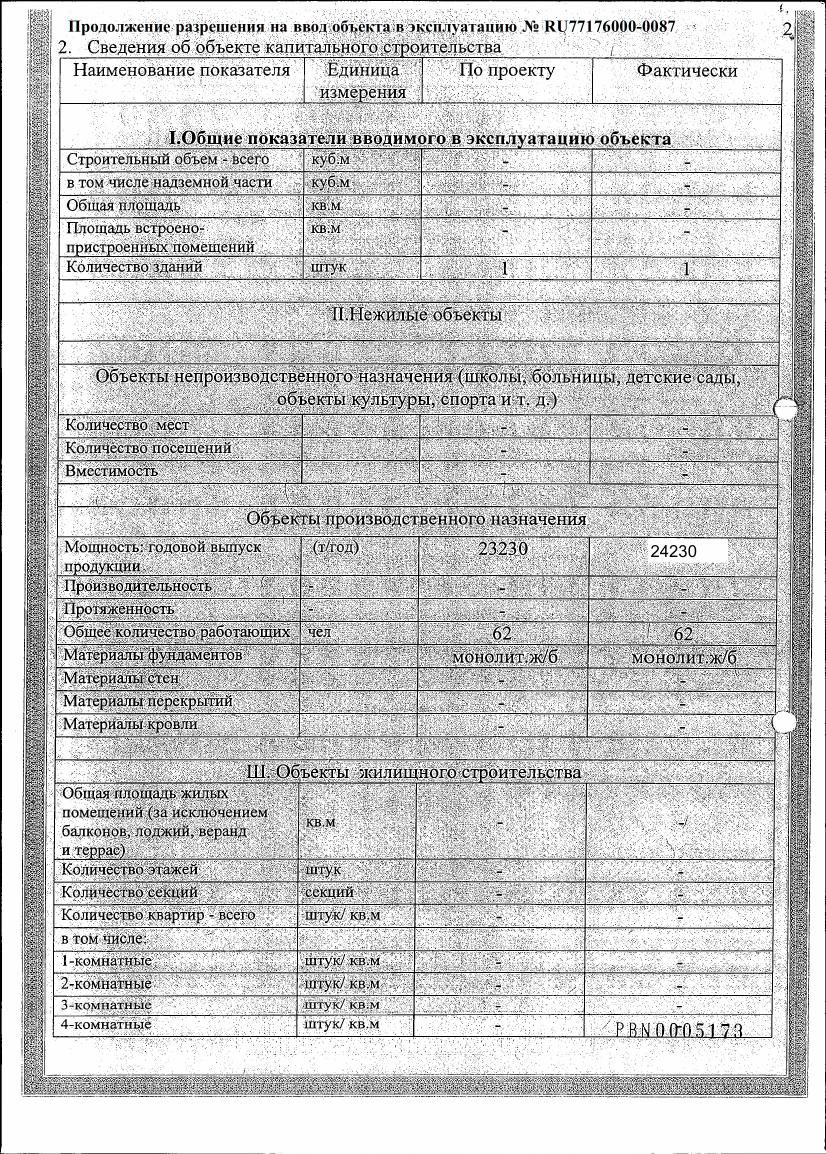 Продолжение разрешения на ввод объекта в эксплуатацию № RU77176000-0087
2
2. Сведения об объекте капитального строительства
Наименование показателя Единица По проекту Фактически
измерения
I.Общие показатели вводимого в эксплуатацию объекта
Строительный объем - всего куб.м - -
в том числе надземной части куб.м - -
Общая площадь кв.м - -
Площадь встроено- кв.м - -
пристроенных помещений
Количество зданий штук 1 1
II.Нежилые объекты
Объекты непроизводственного назначения (школы, больницы, детские сады,
объекты культуры, спорта и т. д.)
Количество мест - -
Количество посещений - -
Вместимость - -
Объекты производственного назначения
Мощность: годовой выпуск (т/год) 23230 24230
продукции
Производительность - - -
Протяженность - - -
Общее количество работающих чел 62 62
Материалы фундаментов монолит.ж/б монолит.ж/б
Материалы стен - -
Материалы перекрытий - -
Материалы кровли - -
III. Объекты жилищного строительства
Общая площадь жилых
помещений (за исключением кв.м - -
балконов, лоджий, веранд
и террас)
Количество этажей штук - -
Количество секций секций - -
Количество квартир - всего штук/ кв.м - -
в том числе:
1-комнатные штук/ кв.м - -
2-комнатные штук/ кв.м - -
3-комнатные штук/ кв.м - -
4-комнатные штук/ кв.м - -
PBN0005173